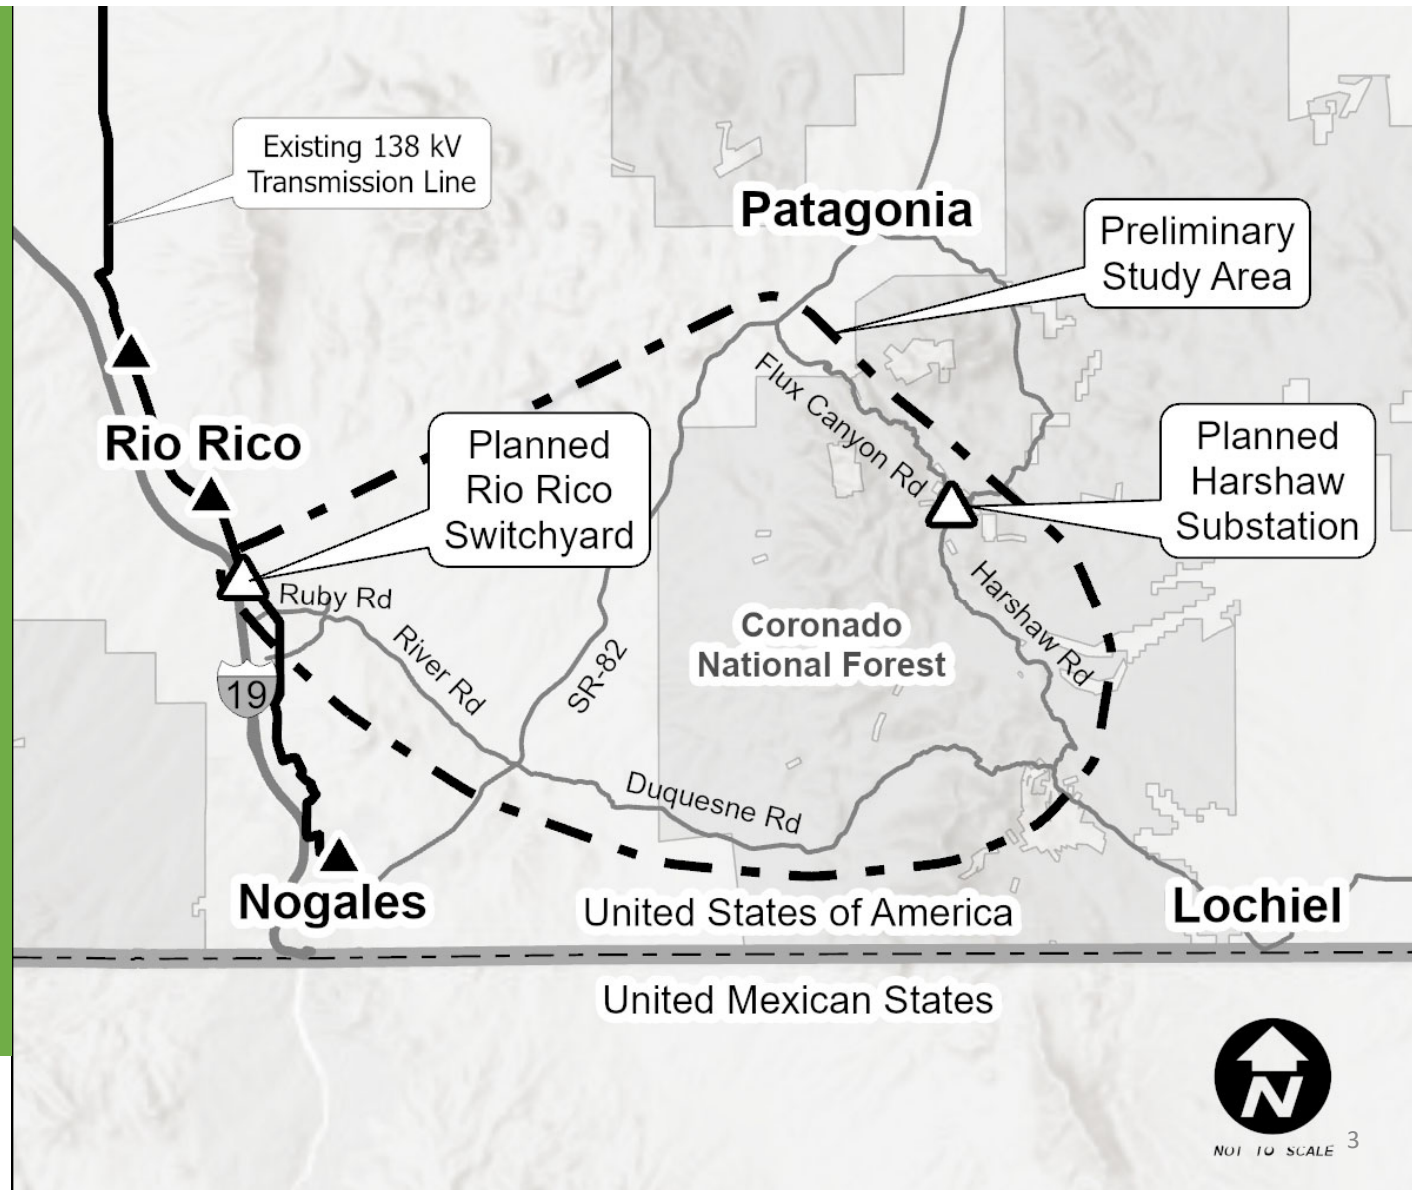 Existing 138 kV
Transmission Line
Patagonia
Preliminary
Study Area
Flux Canyon Rd
Rio Rico
Planned
Rio Rico
Switchyard
Planned
Harshaw
Substation
Ruby Rd
River Rd
SR-82
Harshaw Rd
Coronado
National Forest
19
Duquesne Rd
Nogales
United States of America
Lochiel
United Mexican States
N
NOT TO SCALE
3